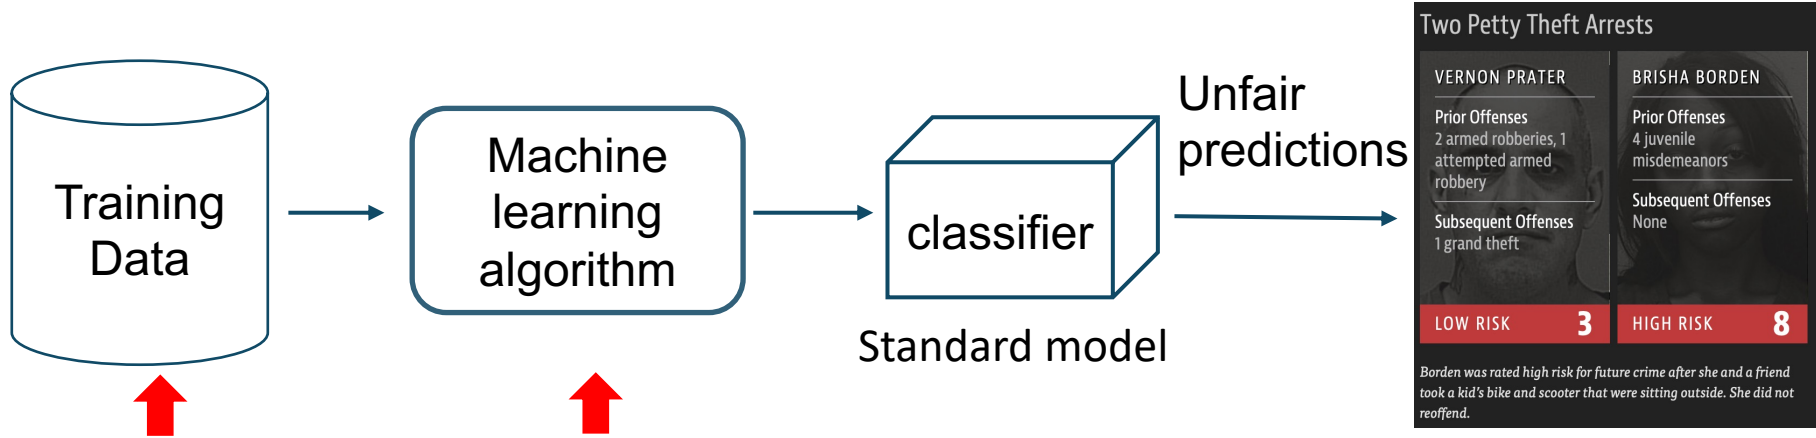 Training
Data
Machine
learning
algorithm
classifier
Standard model
Unfair
predictions
Two Petty Theft Arrests
VERNON PRATER
Prior Offenses
2 armed robberies, 1
attempted armed
robbery
Subsequent Offenses
1 grand theft
LOW RISK 3
BRISHA BORDEN
Prior Offenses
4 juvenile
misdemeanors
Subsequent Offenses
None
HIGH RISK 8
Borden was rated high risk for future crime after she and a friend
took a kid's bike and scooter that were sitting outside. She did not
reoffend.